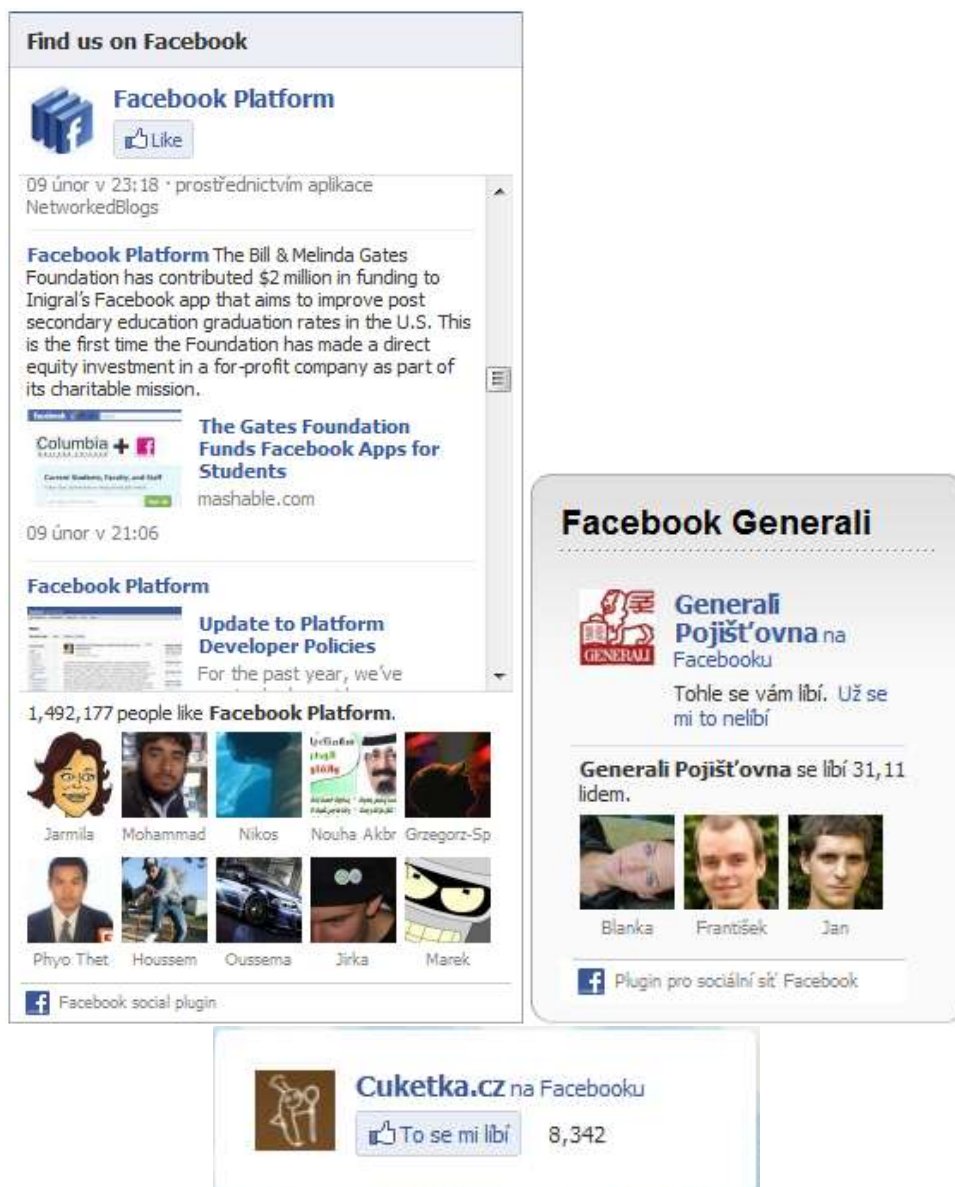 Find us on Facebook
Facebook Platform
Like
09 únor v 23:18 · prostřednictvím aplikace
NetworkedBlogs
Facebook Platform The Bill & Melinda Gates
Foundation has contributed $2 million in funding to
Inigral's Facebook app that aims to improve post
secondary education graduation rates in the U.S. This
is the first time the Foundation has made a direct
equity investment in a for-profit company as part of
its charitable mission.
Columbia +
Current Students, Faculty, and Staff
The Gates Foundation
Funds Facebook Apps for
Students
mashable.com
09 únor v 21:06
Facebook Platform
Update to Platform
Developer Policies
For the past year, we've
1,492,177 people like Facebook Platform.
Jarmila Mohammad Nikos Nouha Akbr Grzegorz-Sp
Phyo Thet Houssem Oussema Jirka Marek
Facebook social plugin
Facebook Generali
GENERALI
Generali
Pojišťovna na
Facebooku
Tohle se vám líbí. Už se
mi to nelíbí
Generali Pojišťovna se líbí 31,11
lidem.
Blanka František Jan
Plugin pro sociální síť Facebook
Cuketka.cz na Facebooku
To se mi líbí 8,342